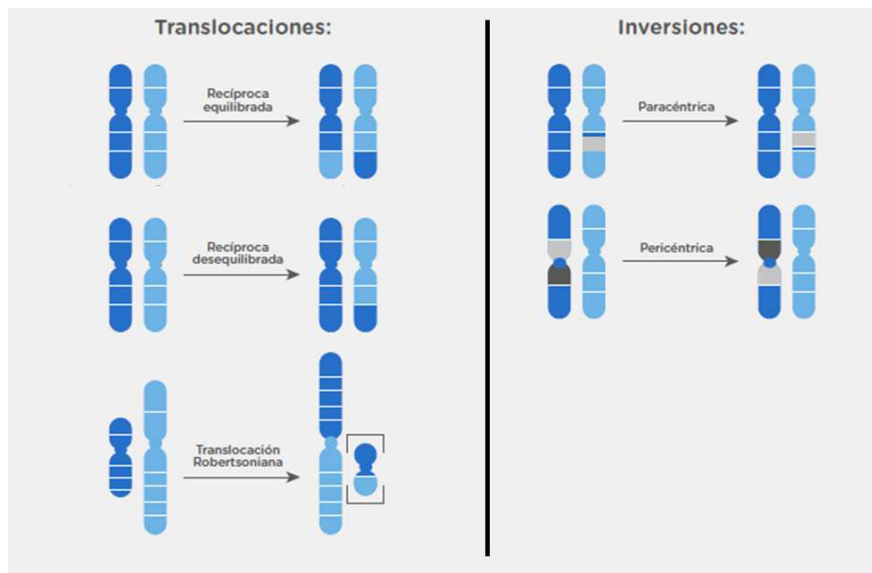 Translocaciones:
Recíproca
equilibrada
Recíproca
desequilibrada
Translocación
Robertsoniana
Inversiones:
Paracéntrica
Pericéntrica